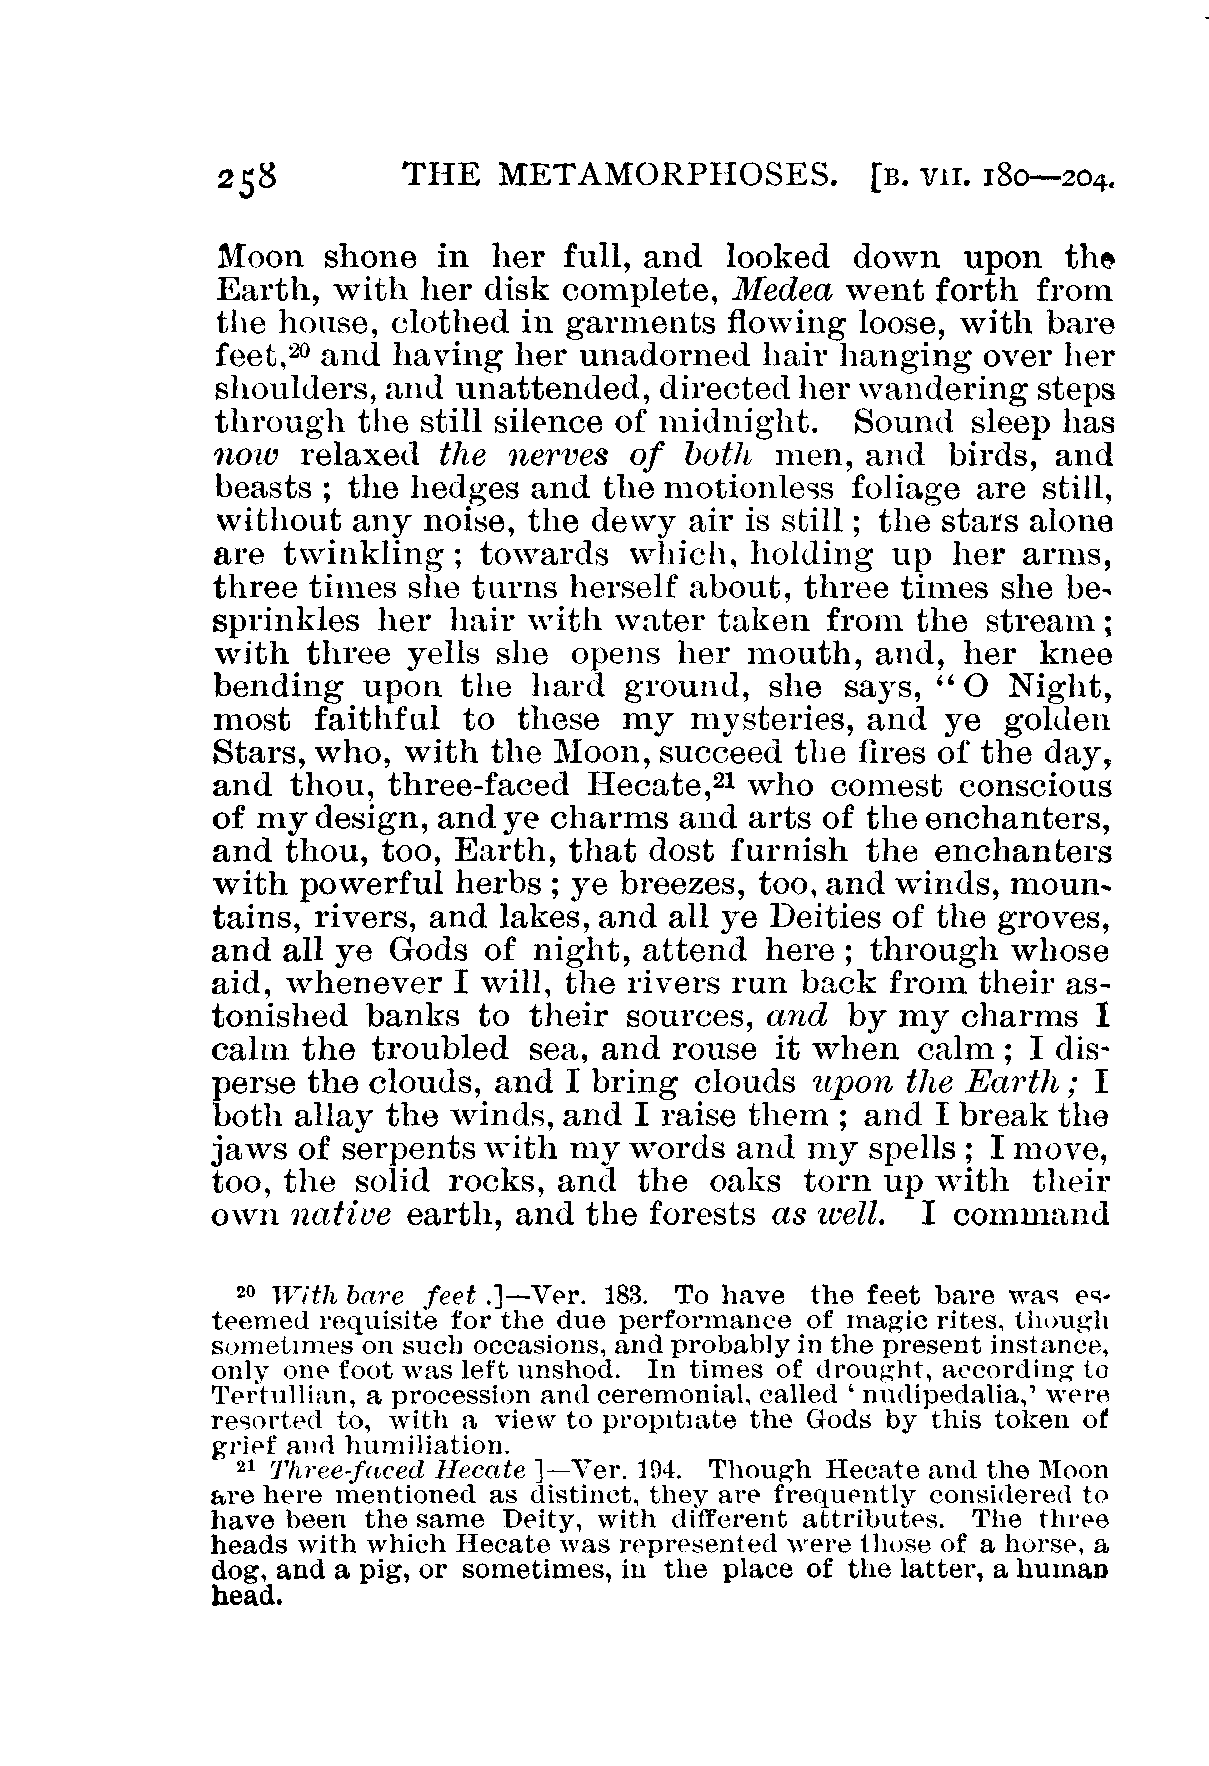 258 THE METAMORPHOSES. [B. VII. 180—204.
Moon shone in her full, and looked down upon the
Earth, with her disk complete, Medea went forth from
the house, clothed in garments flowing loose, with bare
feet,²⁰ and having her unadorned hair hanging over her
shoulders, and unattended, directed her wandering steps
through the still silence of midnight. Sound sleep has
now relaxed the nerves of both men, and birds, and
beasts ; the hedges and the motionless foliage are still,
without any noise, the dewy air is still ; the stars alone
are twinkling ; towards which, holding up her arms,
three times she turns herself about, three times she be-
sprinkles her hair with water taken from the stream ;
with three yells she opens her mouth, and, her knee
bending upon the hard ground, she says, “ O Night,
most faithful to these my mysteries, and ye golden
Stars, who, with the Moon, succeed the fires of the day,
and thou, three-faced Hecate,²¹ who comest conscious
of my design, and ye charms and arts of the enchanters,
and thou, too, Earth, that dost furnish the enchanters
with powerful herbs ; ye breezes, too, and winds, moun-
tains, rivers, and lakes, and all ye Deities of the groves,
and all ye Gods of night, attend here ; through whose
aid, whenever I will, the rivers run back from their as-
tonished banks to their sources, and by my charms I
calm the troubled sea, and rouse it when calm ; I dis-
perse the clouds, and I bring clouds upon the Earth ; I
both allay the winds, and I raise them ; and I break the
jaws of serpents with my words and my spells ; I move,
too, the solid rocks, and the oaks torn up with their
own native earth, and the forests as well. I command
²⁰ With bare feet .]—Ver. 183. To have the feet bare was es-
teemed requisite for the due performance of magic rites, though
sometimes on such occasions, and probably in the present instance,
only one foot was left unshod. In times of drought, according to
Tertullian, a procession and ceremonial, called ‘ nudipedalia,’ were
resorted to, with a view to propitiate the Gods by this token of
grief and humiliation.
²¹ Three-faced Hecate ]—Ver. 194. Though Hecate and the Moon
are here mentioned as distinct, they are frequently considered to
have been the same Deity, with different attributes. The three
heads with which Hecate was represented were those of a horse, a
dog, and a pig, or sometimes, in the place of the latter, a human
head.